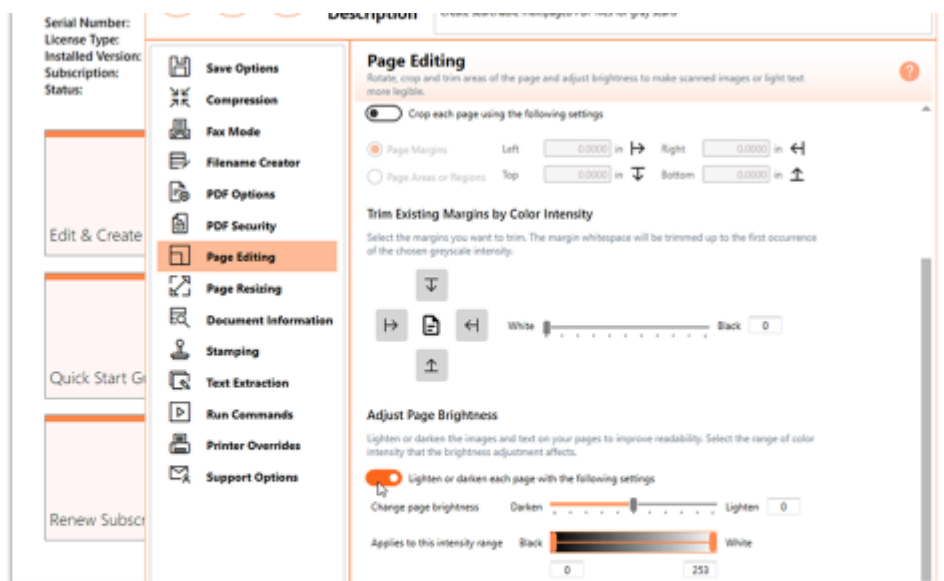 Serial Number:
License Type:
Installed Version:
Subscription:
Status:
Edit & Create
Quick Start
Renew
Description
Save Options
Compression
Fax Mode
Filename Creator
PDF Options
PDF Security
Page Editing
Page Resizing
Document Information
Stamping
Text Extraction
Run Commands
Printer Overrides
Support Options
Page Editing
?
Rotate, crop and trim areas of the page and adjust brightness to make scanned images or light text
more legible.
Crop each page using the following settings
Page Margins Left 0.0000 in Right 0.0000 in
Page Areas or Regions Top 0.0000 in Bottom 0.0000 in
Trim Existing Margins by Color Intensity
Select the margins you want to trim. The margin whitespace will be trimmed up to the first occurrence
of the chosen greyscale intensity.
White Black 0
Adjust Page Brightness
Lighten or darken the images and text on your pages to improve readability. Select the range of color
intensity that the brightness adjustment affects.
Lighten or darken each page with the following settings
Change page brightness Darken Lighten 0
Applies to this intensity range Black White
0 253